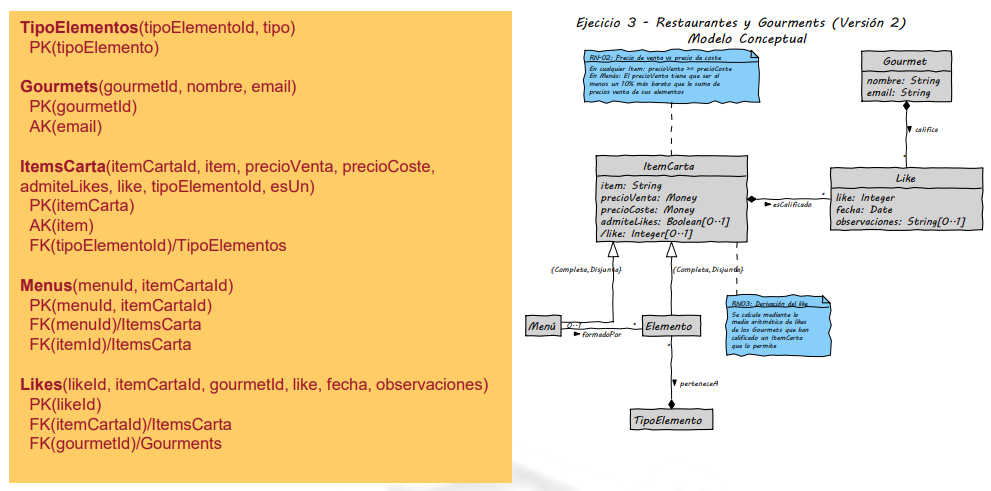 TipoElementos(tipoElementoId, tipo)
PK(tipoElemento)
Gourmets(gourmetId, nombre, email)
PK(gourmetId)
AK(email)
ItemsCarta(itemCartaId, item, precioVenta, precioCoste,
admiteLikes, like, tipoElementoId, esUn)
PK(itemCarta)
AK(item)
FK(tipoElementoId)/TipoElementos
Menus(menuId, itemCartaId)
PK(menuId, itemCartaId)
FK(menuId)/ItemsCarta
FK(itemId)/ItemsCarta
Likes(likeId, itemCartaId, gourmetId, like, fecha, observaciones)
PK(likeId)
FK(itemCartaId)/ItemsCarta
FK(gourmetId)/Gourments
Ejecicio 3 - Restaurantes y Gourments (Versión 2)
Modelo Conceptual
RN-02: Precio de venta vs precio de coste
En cualquier Item: precioVenta >= precioCoste
En Menús: El precioVenta tiene que ser al
menos un 10% más barato que la suma de
precios venta de sus elementos
Gourmet
nombre: String
email: String
califica
*
ItemCarta
item: String
precioVenta: Money
precioCoste: Money
admiteLikes: Boolean[0..1]
/like: Integer[0..1]
*
esCalificado
Like
like: Integer
fecha: Date
observaciones: String[0..1]
{Completa,Disjunta}
{Completa,Disjunta}
RN03: Derivación del like
Se calcula mediante la
media aritmética de likes
de los Gourmets que han
calificado un ItemCarta
que lo permite
Menú
0..1
*
formadoPor
Elemento
*
perteneceA
TipoElemento